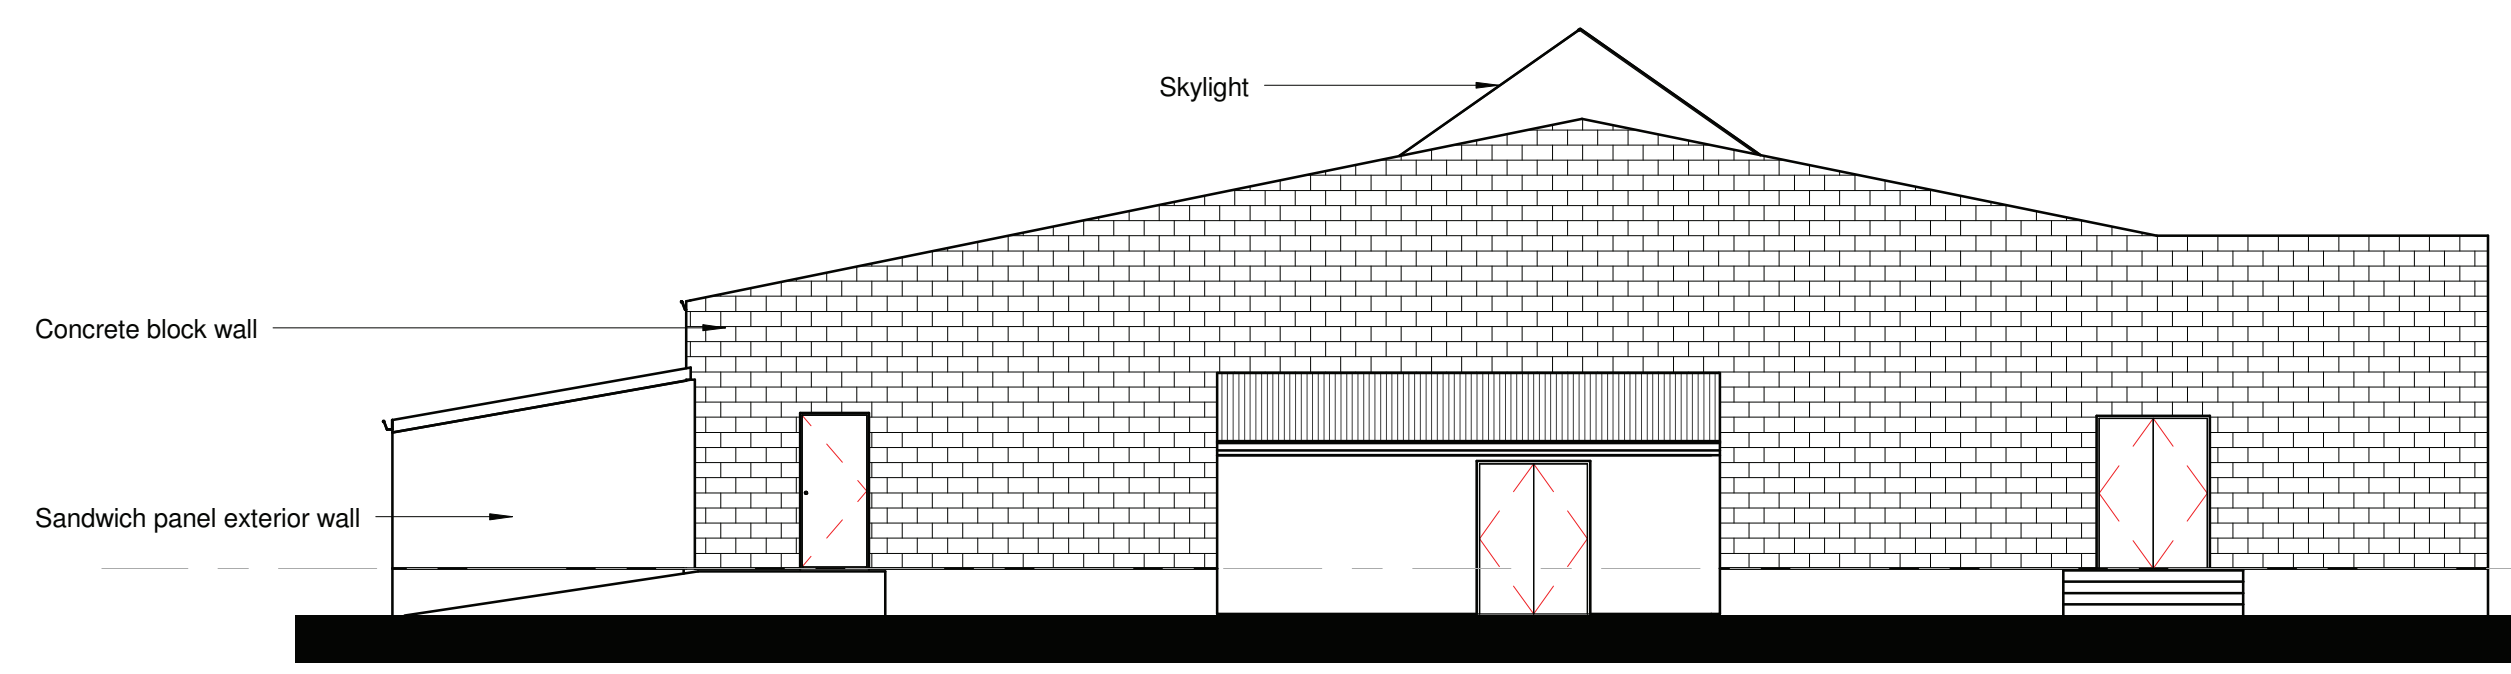 Skylight
Concrete block wall
Sandwich panel exterior wall